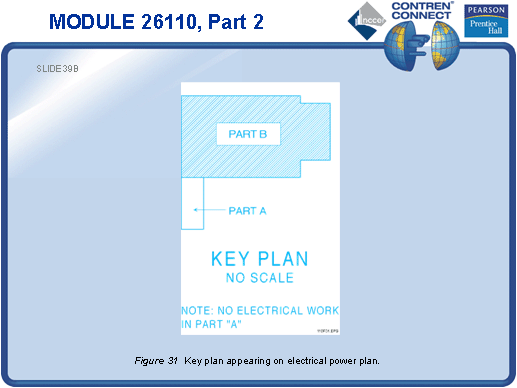 MODULE 26110, Part 2
nccer
CONTREN®
CONNECT
PEARSON
Prentice
Hall
SLIDE 39B
PART B
PART A
KEY PLAN
NO SCALE
NOTE: NO ELECTRICAL WORK
IN PART "A"
Figure 31 Key plan appearing on electrical power plan.